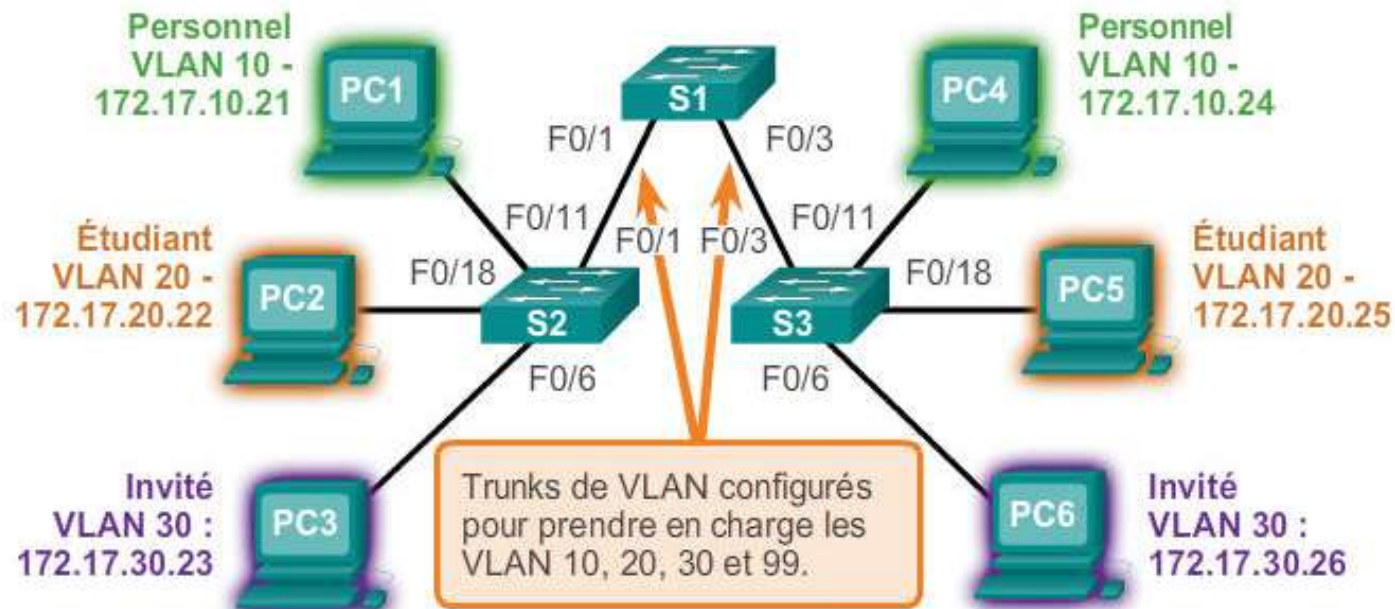 Personnel
VLAN 10 -
172.17.10.21
PC1
S1
PC4
Personnel
VLAN 10 -
172.17.10.24
F0/1
F0/3
F0/11
F0/1
F0/3
F0/11
Étudiant
VLAN 20 -
172.17.20.22
PC2
F0/18
S2
S3
F0/18
PC5
Étudiant
VLAN 20 -
172.17.20.25
F0/6
F0/6
Invité
VLAN 30 :
172.17.30.23
PC3
Trunks de VLAN configurés
pour prendre en charge les
VLAN 10, 20, 30 et 99.
PC6
Invité
VLAN 30 :
172.17.30.26